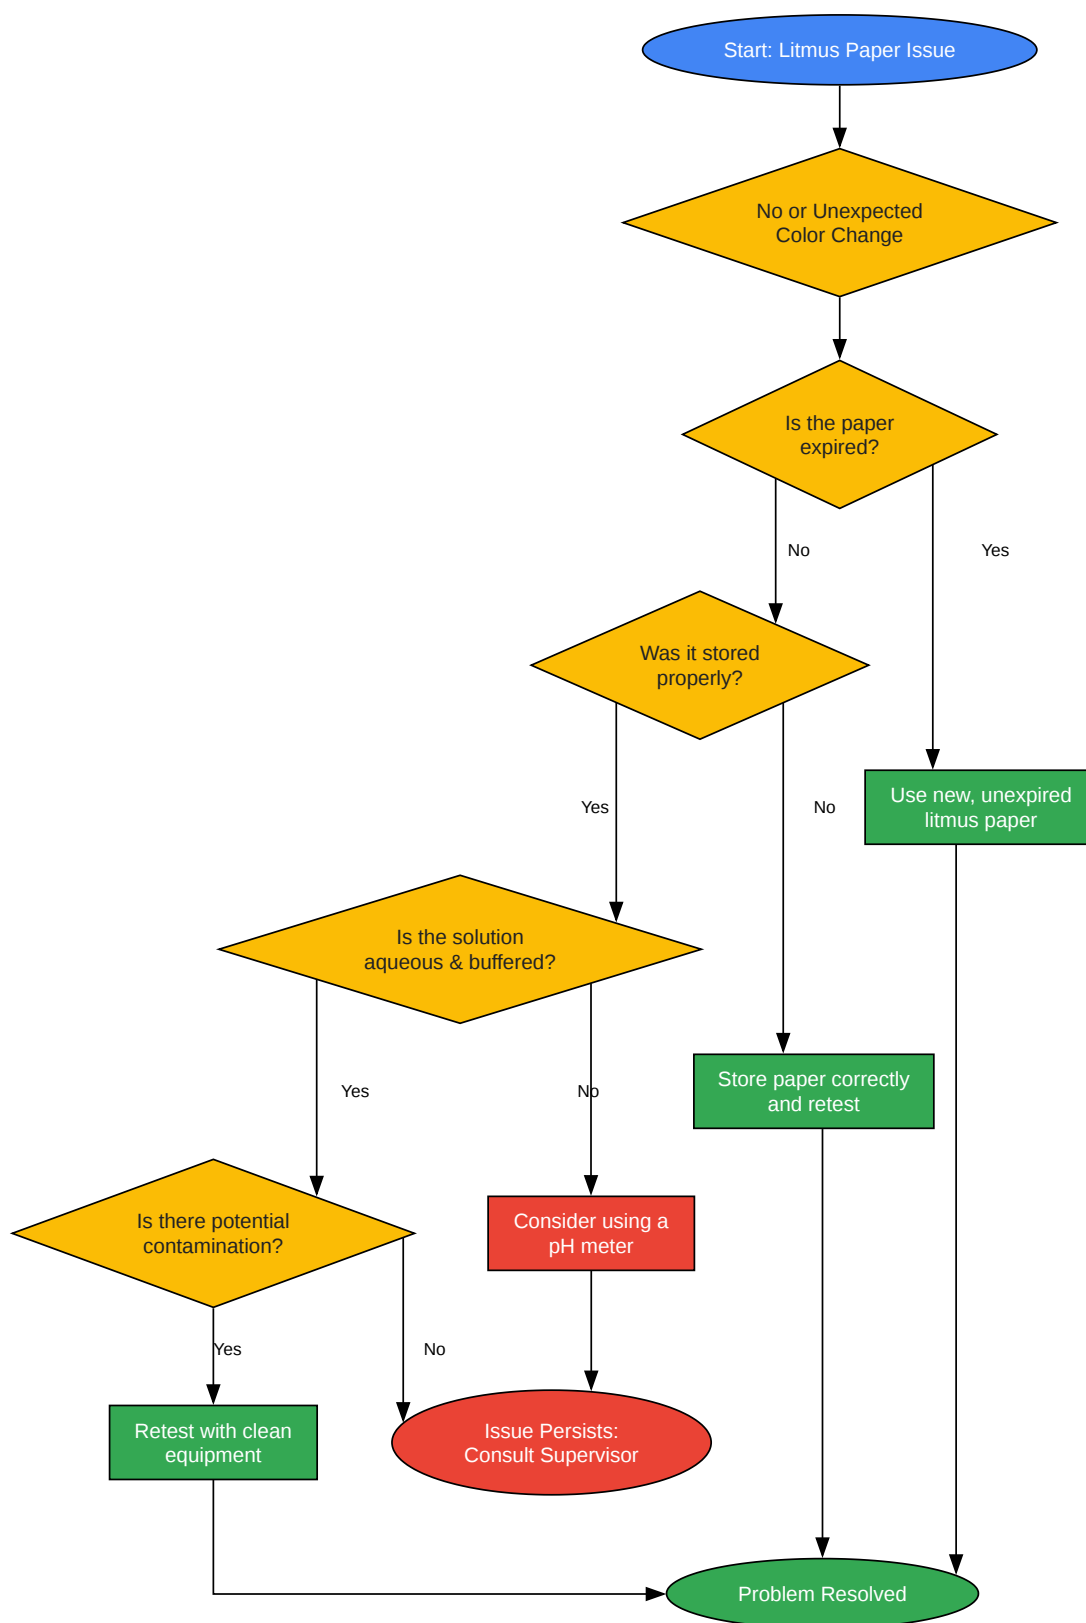 Start: Litmus Paper Issue
No or Unexpected
Color Change
Is the paper
expired?
No
Yes
Was it stored
properly?
Yes
No
Use new, unexpired
litmus paper
Is the solution
aqueous & buffered?
Yes
No
Store paper correctly
and retest
Is there potential
contamination?
Consider using a
pH meter
Yes
No
Retest with clean
equipment
Issue Persists:
Consult Supervisor
Problem Resolved